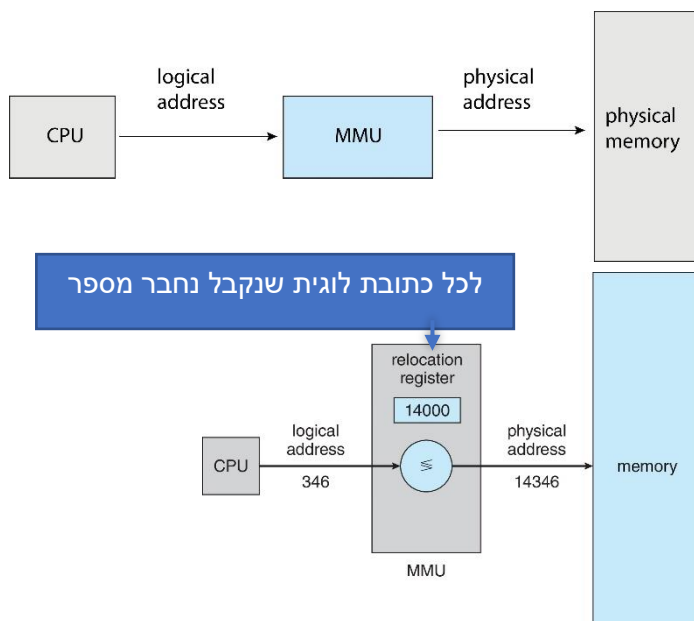 logical
address
physical
address
CPU
MMU
physical
memory
לכל כתובת לוגית שנקבל נחבר מספר
relocation
register
14000
logical
address
346
CPU
≦
physical
address
14346
memory
MMU